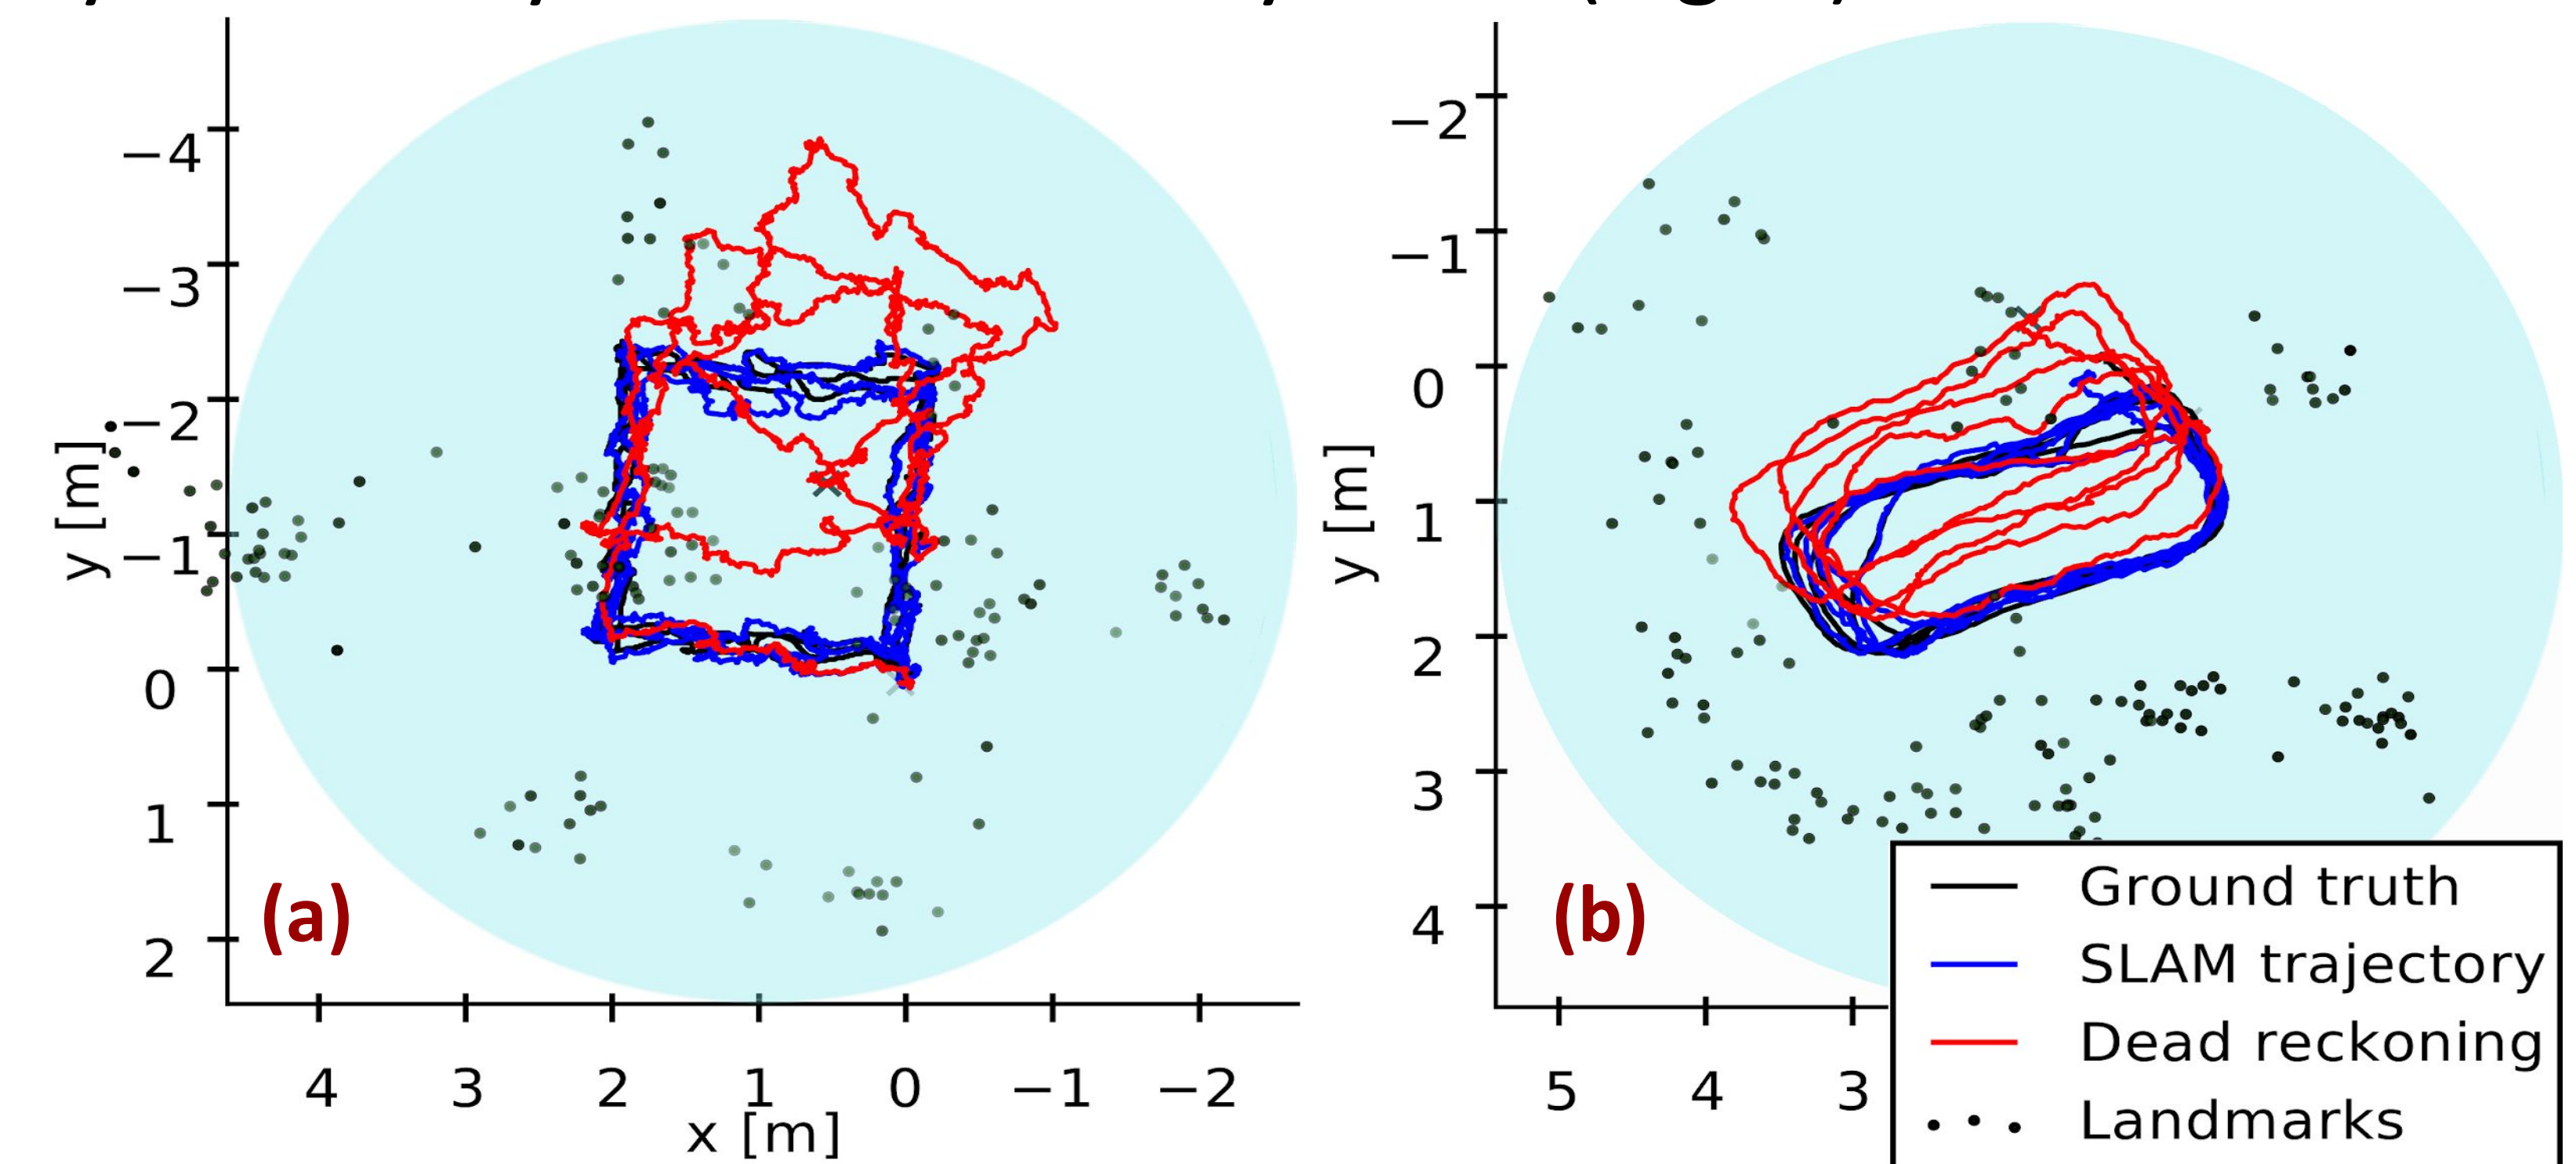 −4
−3
−2
−1
0
1
2
y [m]
(a)
4 3 2 1 0 −1 −2
x [m]
−2
−1
0
1
2
3
4
y [m]
(b)
5 4 3
Ground truth
SLAM trajectory
Dead reckoning
Landmarks